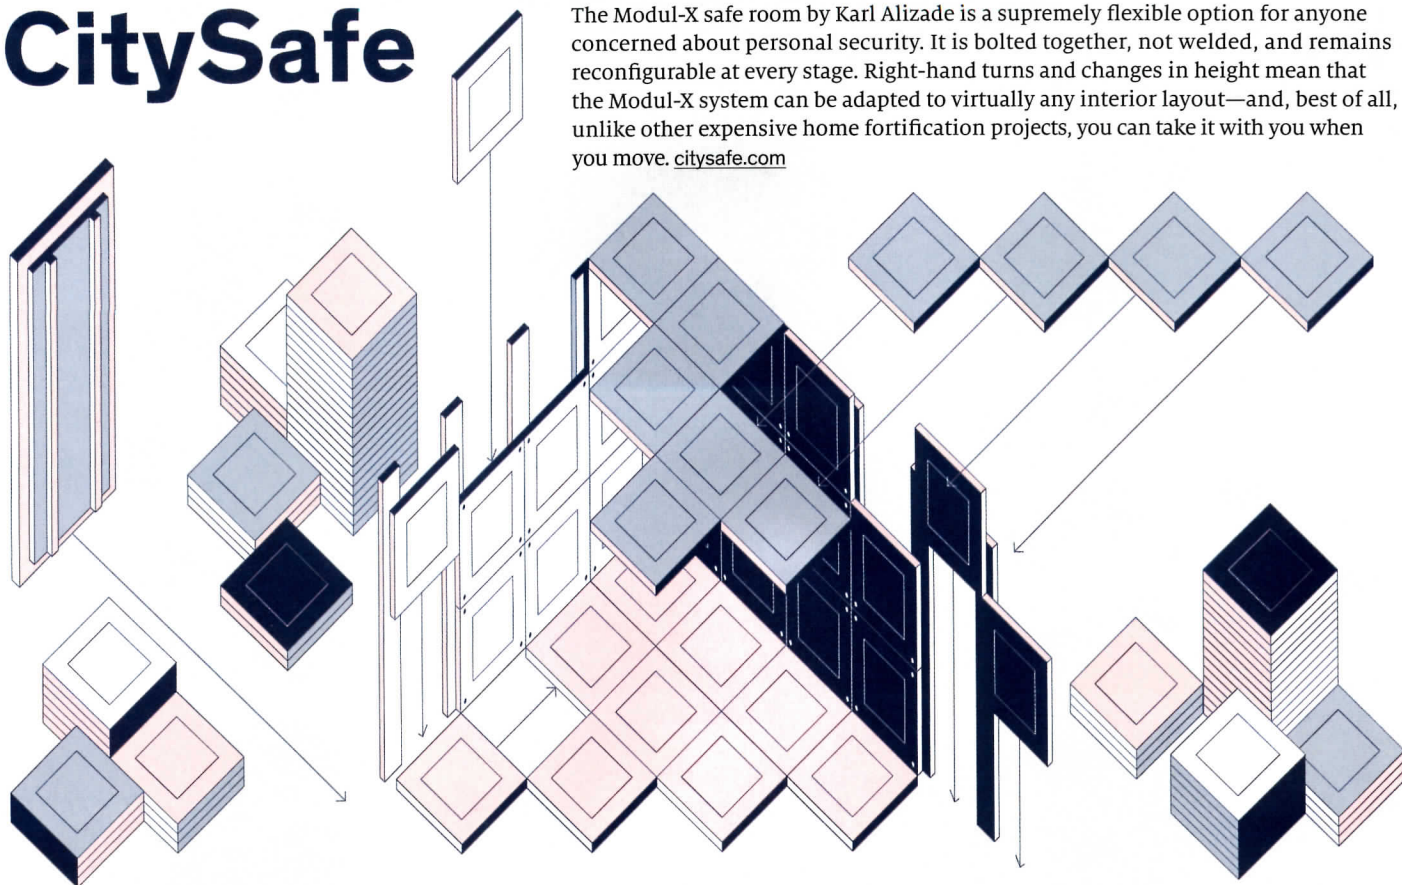 CitySafe
The Modul-X safe room by Karl Alizade is a supremely flexible option for anyone
concerned about personal security. It is bolted together, not welded, and remains
reconfigurable at every stage. Right-hand turns and changes in height mean that
the Modul-X system can be adapted to virtually any interior layout—and, best of all,
unlike other expensive home fortification projects, you can take it with you when
you move. citysafe.com